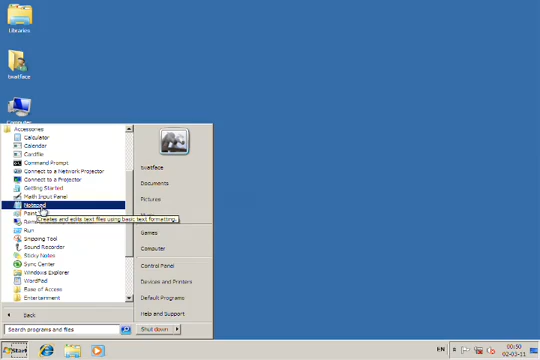 Libraries
twatface
Computer
Accessories
Calculator
Calendar
Cardfile
Command Prompt
Connect to a Network Projector
Connect to a Projector
Getting Started
Math Input Panel
Notepad
Paint
Creates and edits text files using basic text formatting.
Run
Snipping Tool
Sound Recorder
Sticky Notes
Sync Center
Windows Explorer
WordPad
Ease of Access
Entertainment
Back
Search programs and files
twatface
Documents
Pictures
Games
Computer
Control Panel
Devices and Printers
Default Programs
Help and Support
Shut down
Start
EN
00:50
02-03-11